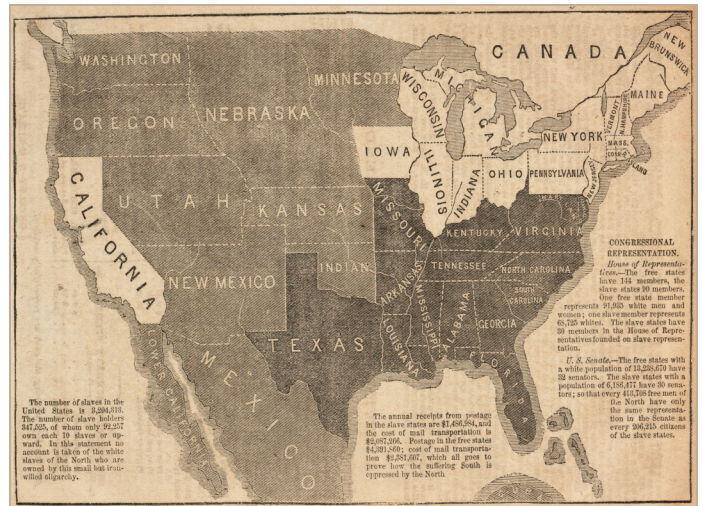 CANADA
NEW
BRUNSWICK
WASHINGTON
MINNESOTA
WISCONSIN
MICHIGAN
VERMONT
N. HAMPSHIRE
MAINE
OREGON
NEBRASKA
NEW YORK
MASS.
CONN.
R. ISLAND
IOWA
ILLINOIS
INDIANA
OHIO
PENNSYLVANIA
NEW JERSEY
CALIFORNIA
UTAH
KANSAS
MISSOURI
KENTUCKY
VIRGINIA
MARY
INDIAN
NEW MEXICO
ARKANSAS
TENNESSEE
NORTH CAROLINA
SOUTH
CAROLINA
TEXAS
LOUISIANA
MISSISSIPPI
ALABAMA
GEORGIA
FLORIDA
LOWER CALIFORNIA
MEXICO
CONGRESSIONAL
REPRESENTATION.
House of Representa-
tives.—The free states
have 144 members, the
slave states 90 members.
One free state member
represents 91,935 white men and
women; one slave member represents
68,725 whites. The slave states have
30 members in the House of Repre-
sentatives founded on slave represen-
tation.
U. S. Senate.—The free states with
a white population of 13,238,670 have
32 senators. The slave states with a
population of 6,186,477 have 30 sena-
tors; so that every 413,708 free men of
the North have only
the same representa-
tion in the Senate as
every 206,215 citizens
of the slave states.
The number of slaves in the
United States is 3,204,313.
The number of slave holders
347,525, of whom only 92,257
own each 10 slaves or up-
ward. In this statement no
account is taken of the white
slaves of the North who are
owned by this small but iron-
willed oligarchy.
The annual receipts from postage
in the slave states are $1,486,984, and
the cost of mail transportation is
$2,087,266. Postage in the free states
$4,391,860; cost of mail transporta-
tion $2,381,607, which all goes to
prove how the suffering South is
oppressed by the North